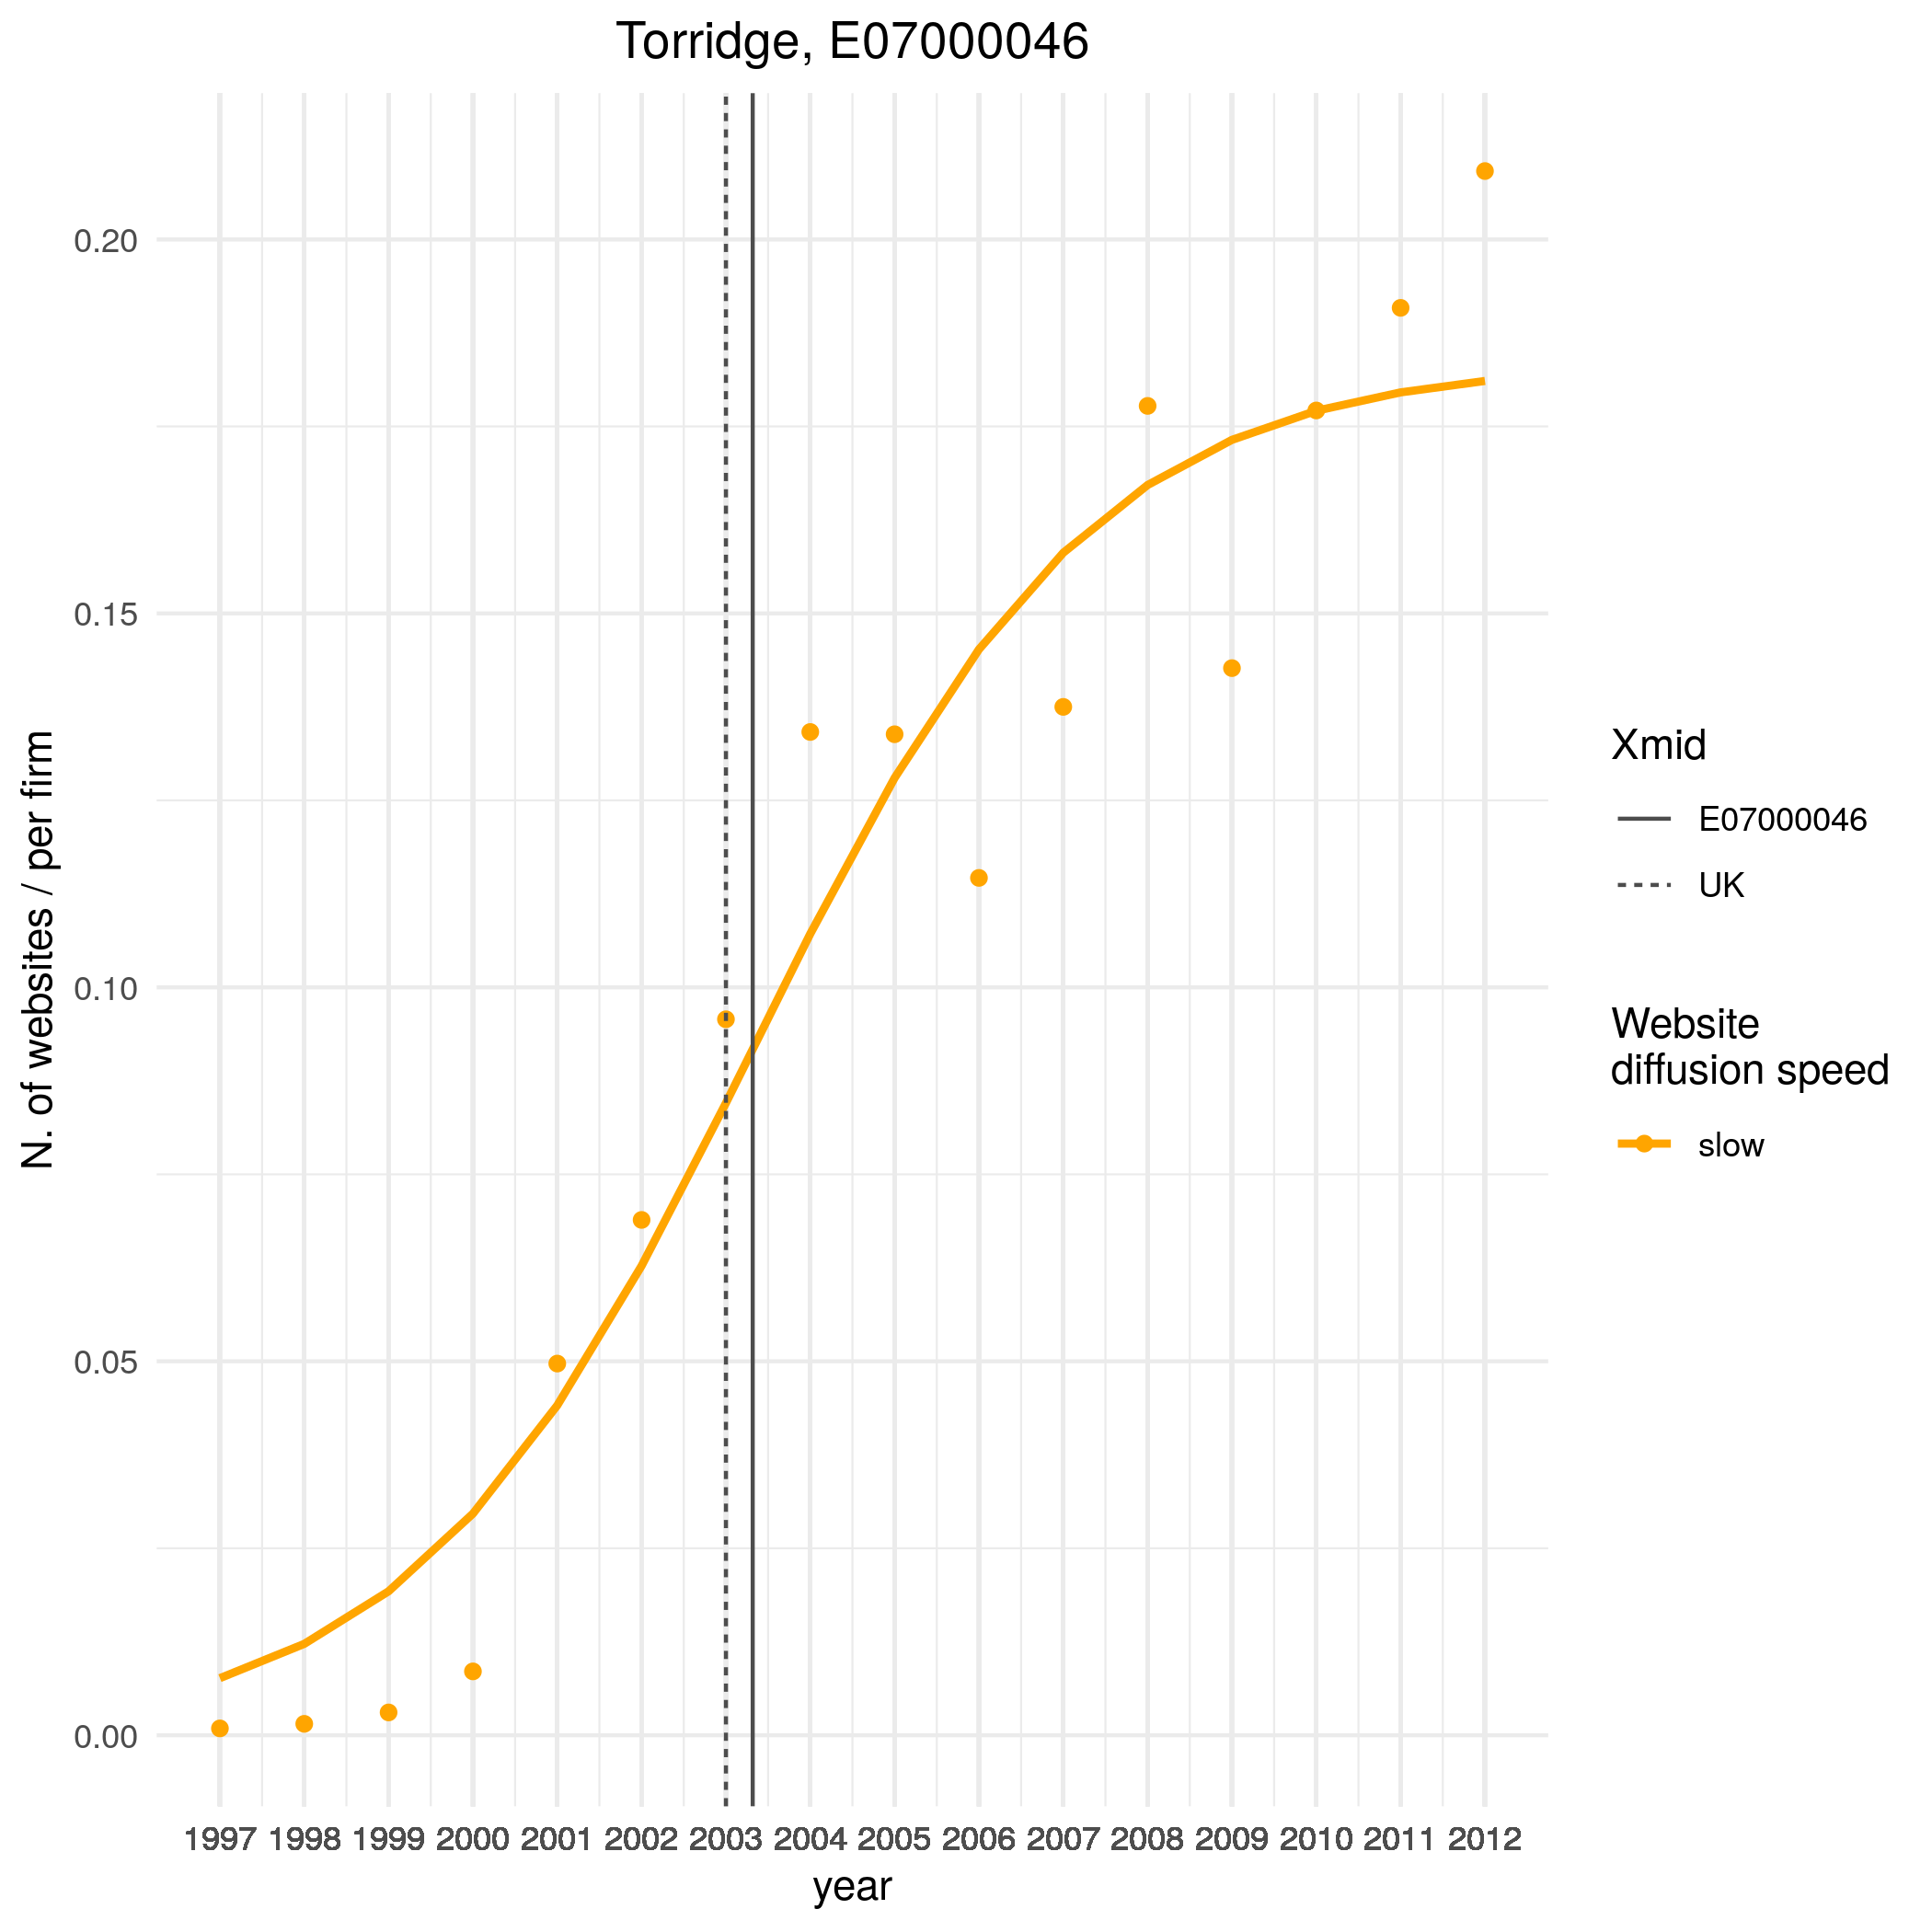 Torridge, E07000046
N. of websites / per firm
0.20
0.15
0.10
0.05
0.00
1997 1998 1999 2000 2001 2002 2003 2004 2005 2006 2007 2008 2009 2010 2011 2012
year
Xmid
E07000046
UK
Website
diffusion speed
slow